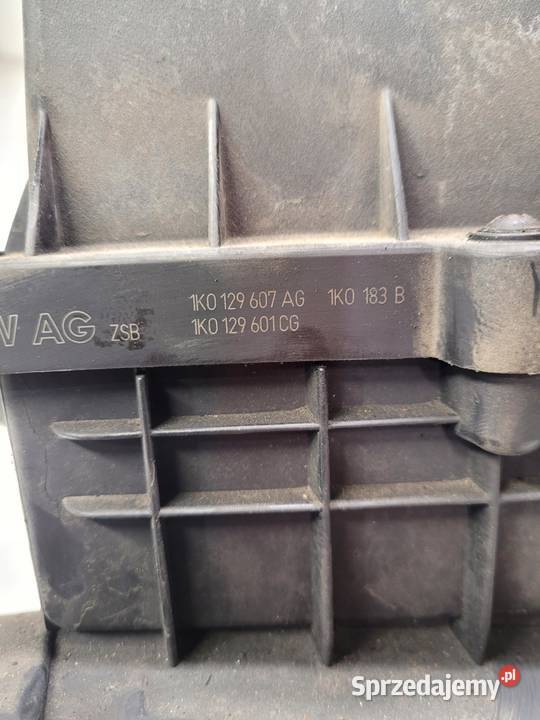 1K0 129 607 AG 1K0 183 B
AG ZSB 1K0 129 601 CG
Sprzedajemy.pl